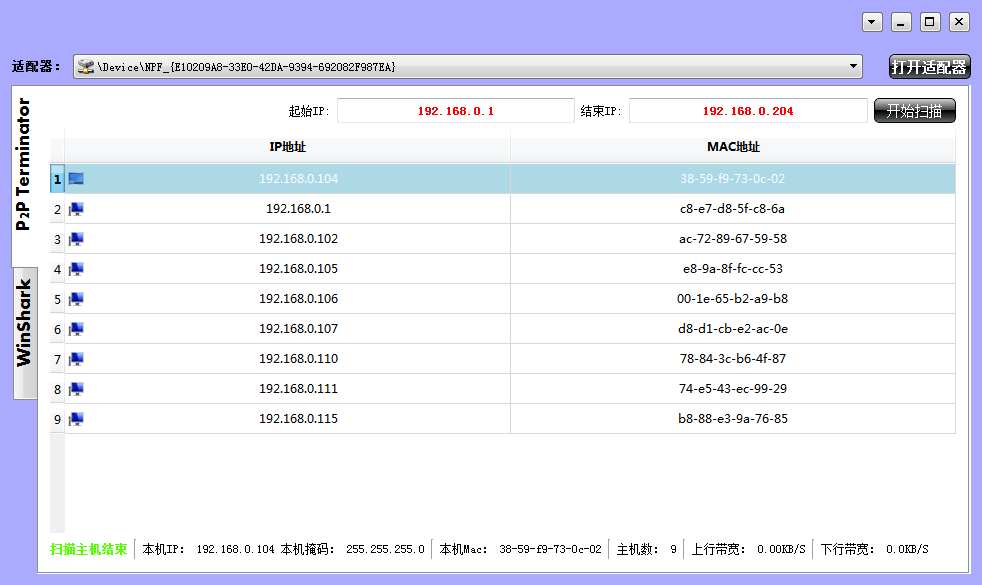 适配器： \Device\NPF_{E10209A8-33E0-42DA-9394-692082F987EA} 打开适配器
P2P Terminator
WinShark
起始IP: 192.168.0.1 结束IP: 192.168.0.204 开始扫描
IP地址 MAC地址
1 192.168.0.104 38-59-f9-73-0c-02
2 192.168.0.1 c8-e7-d8-5f-c8-6a
3 192.168.0.102 ac-72-89-67-59-58
4 192.168.0.105 e8-9a-8f-fc-cc-53
5 192.168.0.106 00-1e-65-b2-a9-b8
6 192.168.0.107 d8-d1-cb-e2-ac-0e
7 192.168.0.110 78-84-3c-b6-4f-87
8 192.168.0.111 74-e5-43-ec-99-29
9 192.168.0.115 b8-88-e3-9a-76-85
扫描主机结束 本机IP： 192.168.0.104 本机掩码： 255.255.255.0 本机Mac： 38-59-f9-73-0c-02 主机数： 9 上行带宽： 0.00KB/S 下行带宽： 0.0KB/S